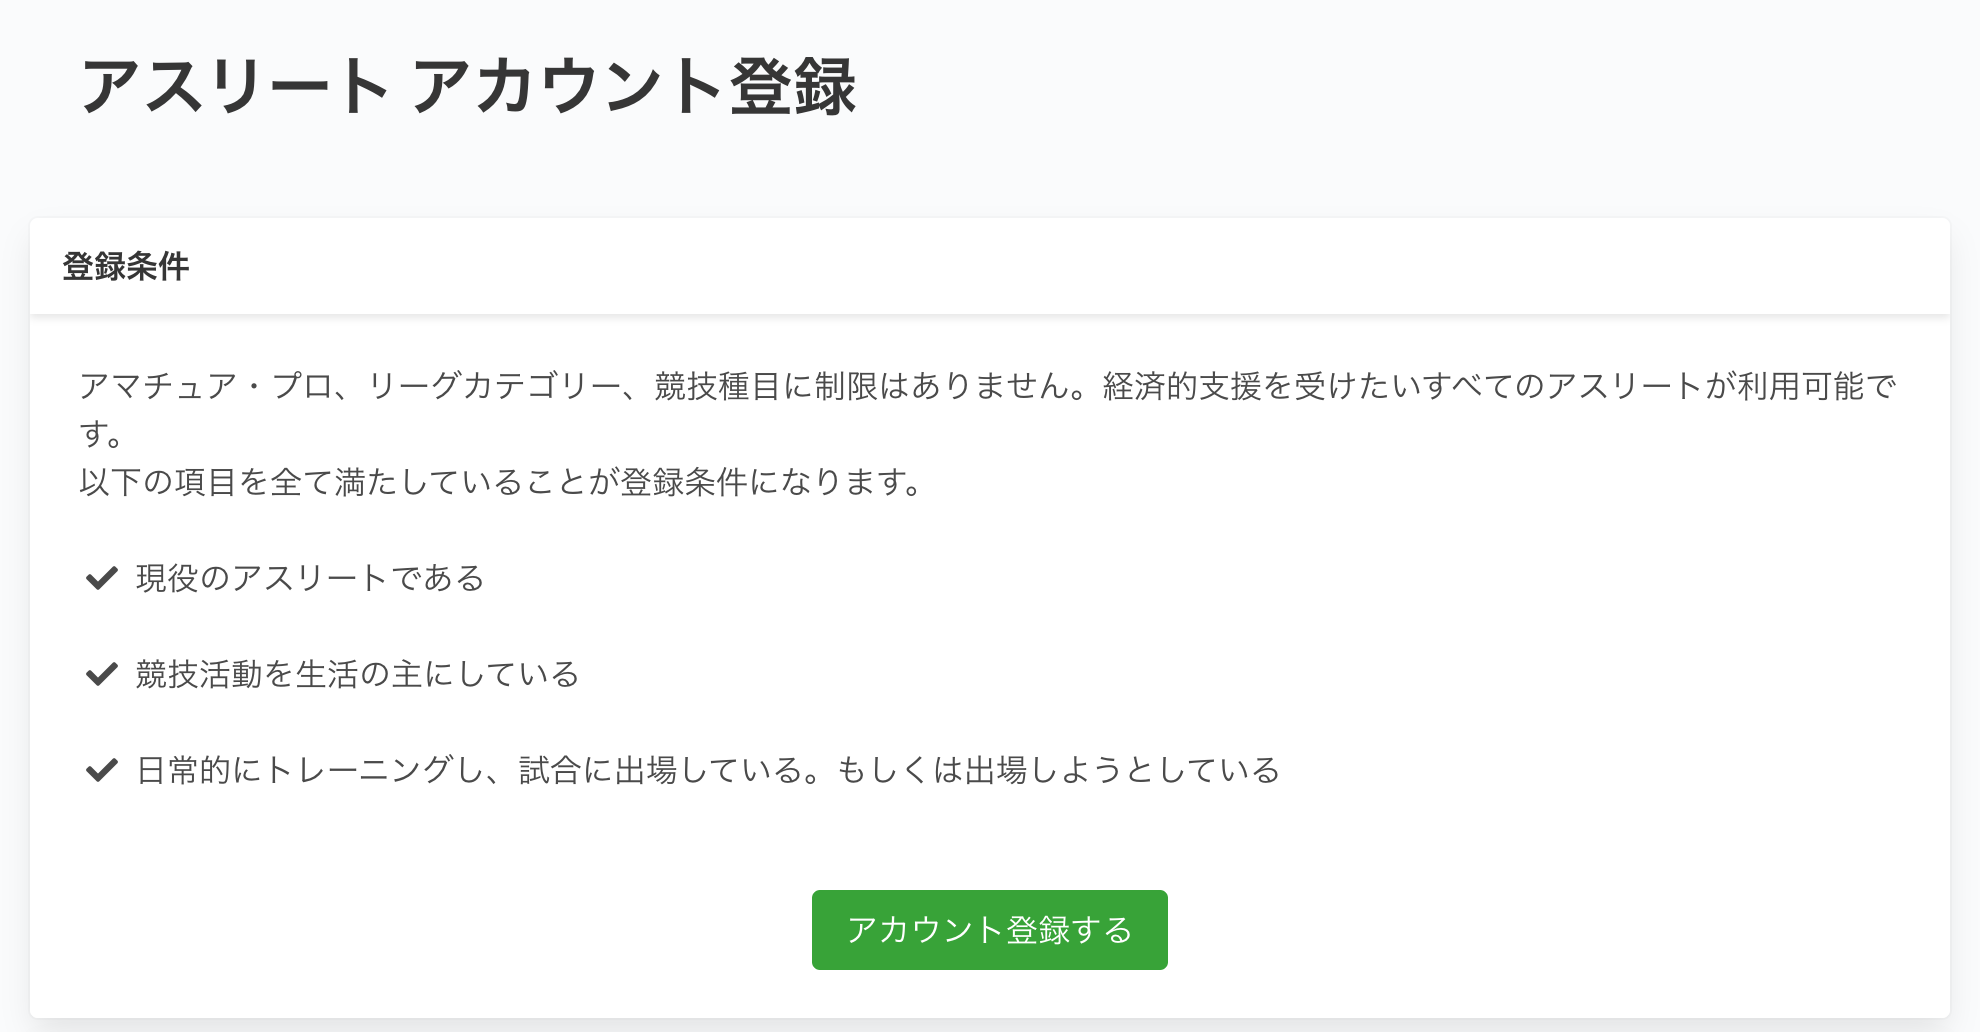 アスリート アカウント登録
登録条件
アマチュア・プロ、リーグカテゴリー、競技種目に制限はありません。経済的支援を受けたいすべてのアスリートが利用可能で
す。
以下の項目を全て満たしていることが登録条件になります。
現役のアスリートである
競技活動を生活の主にしている
日常的にトレーニングし、試合に出場している。もしくは出場しようとしている
アカウント登録する